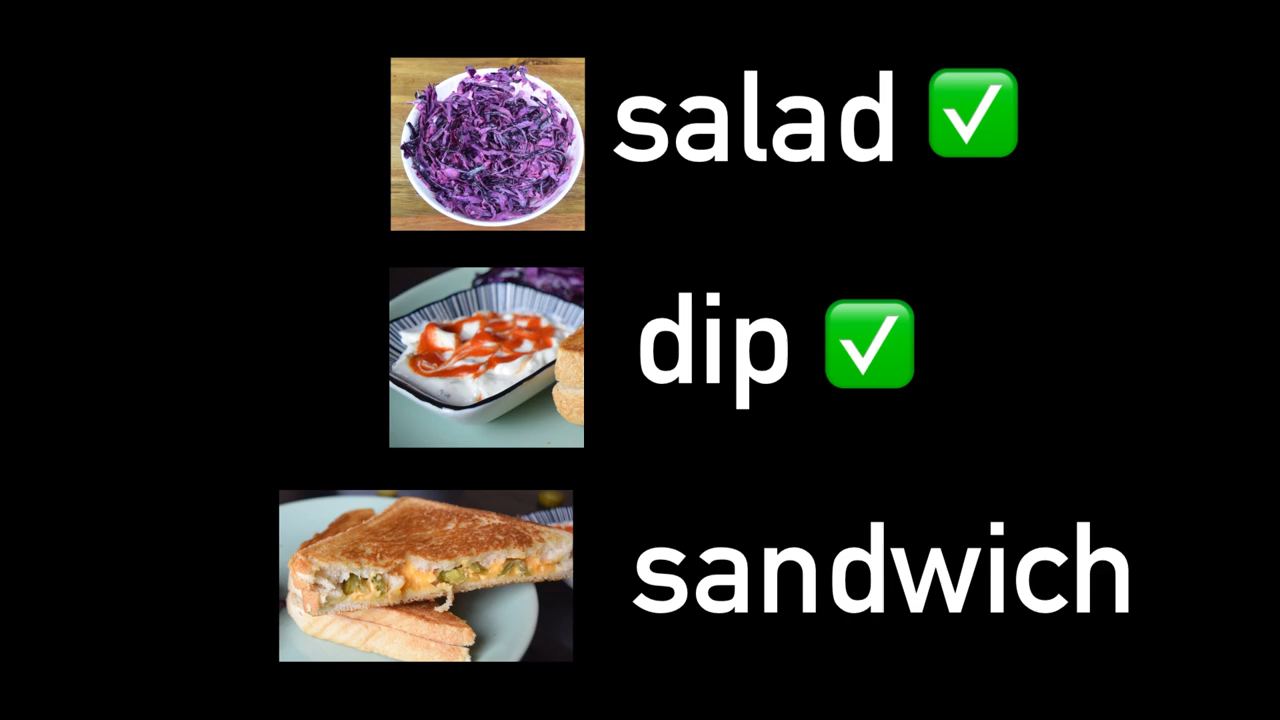 salad ✅
dip ✅
sandwich